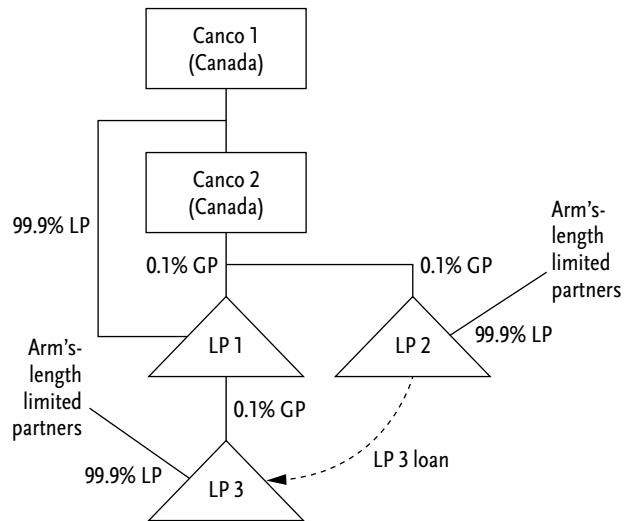 Canco 1
(Canada)
Canco 2
(Canada)
99.9% LP
0.1% GP
0.1% GP
Arm's-
length
limited
partners
99.9% LP
LP 1
LP 2
Arm's-
length
limited
partners
99.9% LP
0.1% GP
LP 3 loan
LP 3